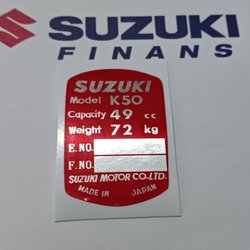 SUZUKI
FINANS
SUZUKI
Model K50
Capacity 49 cc
Weight 72 kg
E.NO.
F.NO.
SUZUKI MOTOR CO-LTD.
MADE IN JAPAN